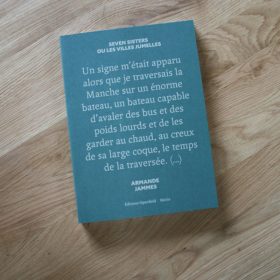 SEVEN SISTERS
OU LES VILLES JUMELLES
Un signe m'était apparu
alors que je traversais la
Manche sur un énorme
bateau, un bateau capable
d'avaler des bus et des
poids lourds et de les
garder au chaud, au creux
de sa large coque, le temps
de la traversée. (...)
ARMANDE
JAMMES